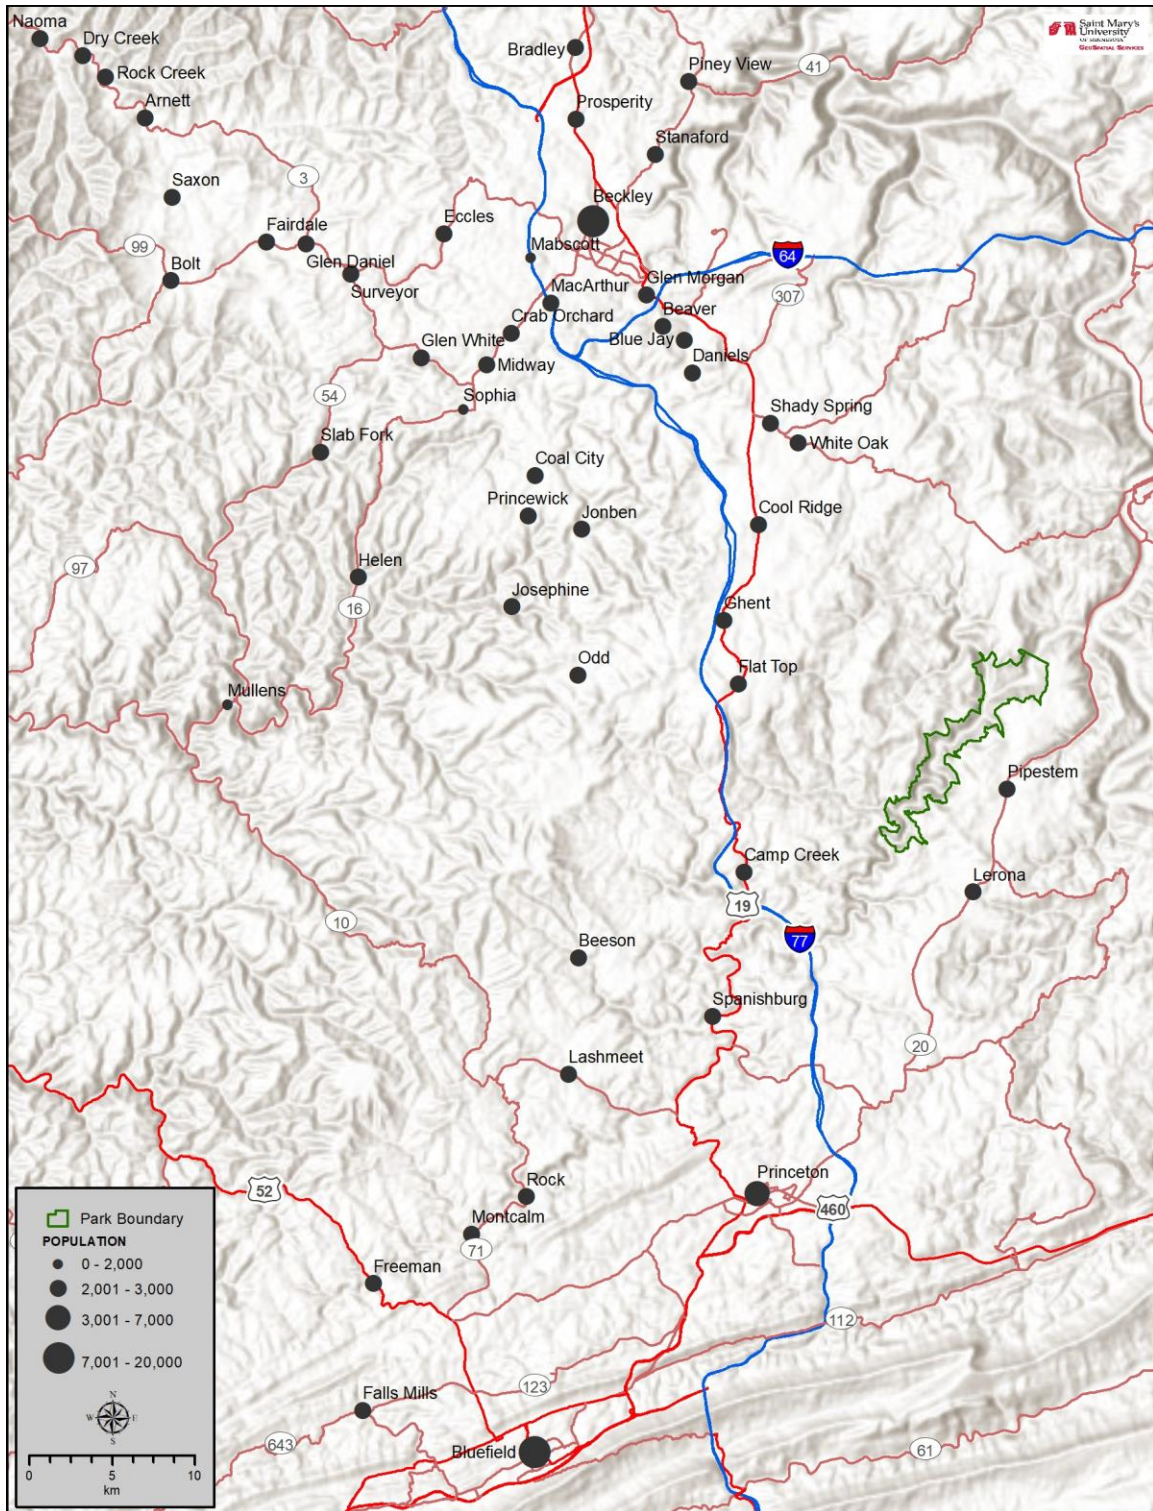 Naoma
Dry Creek
Rock Creek
Arnett
Bradley
Piney View
41
Saint Mary's
University
OF MINNESOTA
GEOSPATIAL SERVICES
Prosperity
Stanaford
Saxon
3
Beckley
Fairdale
Eccles
99
Mabscott
64
Bolt
Glen Daniel
Surveyor
MacArthur
Glen Morgan
307
Crab Orchard
Beaver
Glen White
Blue Jay
Midway
Daniels
54
Sophia
Shady Spring
Slab Fork
White Oak
Coal City
Princewick
Jonben
Cool Ridge
97
Helen
16
Josephine
Ghent
Odd
Flat Top
Mullens
Pipestem
Camp Creek
Lerona
19
10
77
Beeson
Spanishburg
20
Lashmeet
Princeton
52
Rock
460
Montcalm
71
Freeman
112
123
Falls Mills
643
Bluefield
61
Park Boundary
POPULATION
0 - 2,000
2,001 - 3,000
3,001 - 7,000
7,001 - 20,000
N
W E
S
0 5 10
km